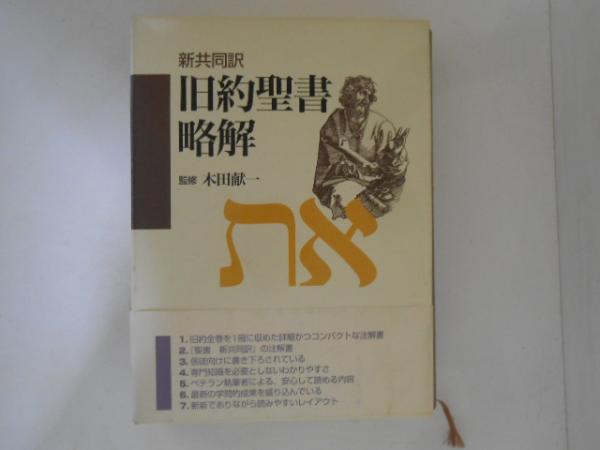 新共同訳
旧約聖書
略解
監修 木田献一
את
1. 旧約全巻を1冊に収めた詳細かつコンパクトな注解書
2.「聖書 新共同訳」の注解書
3. 信徒向けに書き下ろされている
4. 専門知識を必要としないわかりやすさ
5. ベテラン執筆者による、安心して読める内容
6. 最新の学問的成果を盛り込んでいる
7. 斬新でありながら読みやすいレイアウト